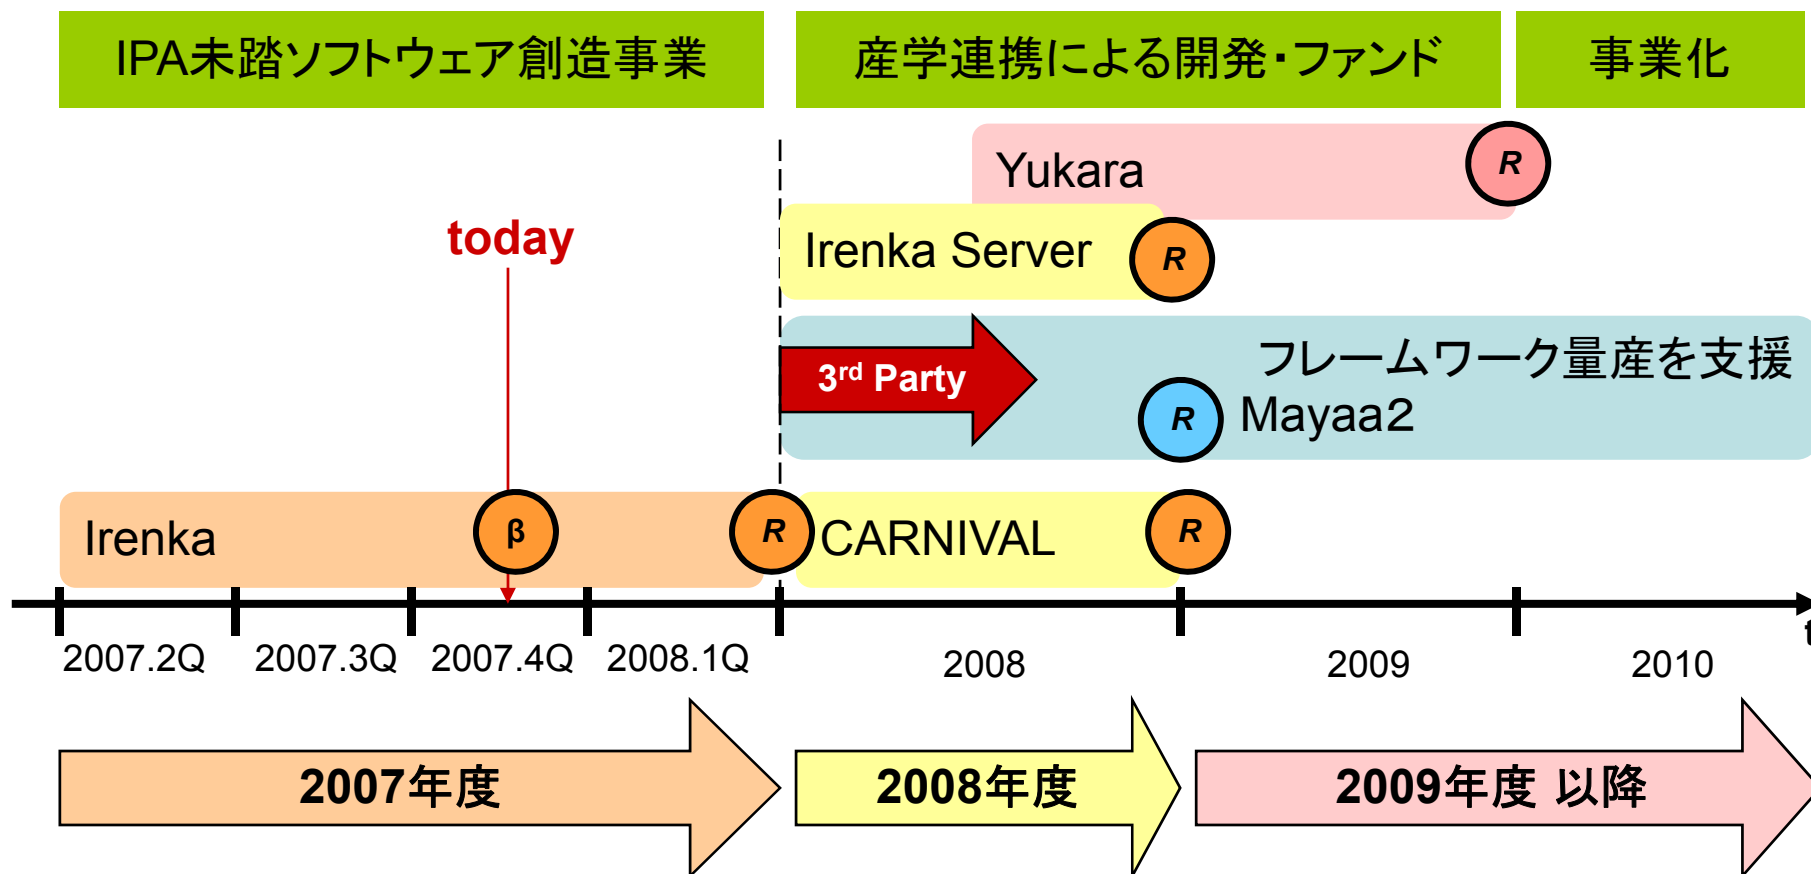 IPA未踏ソフトウェア創造事業
産学連携による開発・ファンド
事業化
Yukara
R
today
Irenka Server
R
3rd Party
フレームワーク量産を支援
R
Mayaa2
Irenka
β
R
CARNIVAL
R
t
2007.2Q
2007.3Q
2007.4Q
2008.1Q
2008
2009
2010
2007年度
2008年度
2009年度 以降